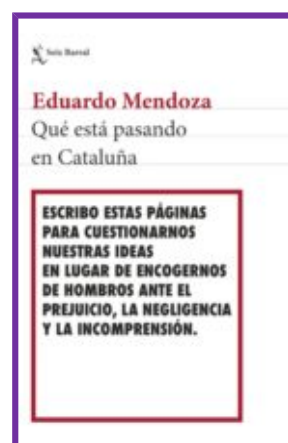 Seix Barral
Eduardo Mendoza
Qué está pasando
en Cataluña
ESCRIBO ESTAS PÁGINAS
PARA CUESTIONARNOS
NUESTRAS IDEAS
EN LUGAR DE ENCOGERNOS
DE HOMBROS ANTE EL
PREJUICIO, LA NEGLIGENCIA
Y LA INCOMPRENSIÓN.